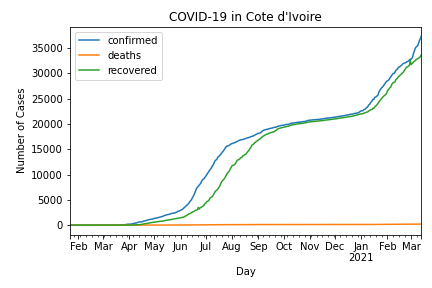 COVID-19 in Cote d'Ivoire
confirmed
deaths
recovered
Number of Cases
35000
30000
25000
20000
15000
10000
5000
0
Feb Mar Apr May Jun Jul Aug Sep Oct Nov Dec Jan Feb Mar
2021
Day